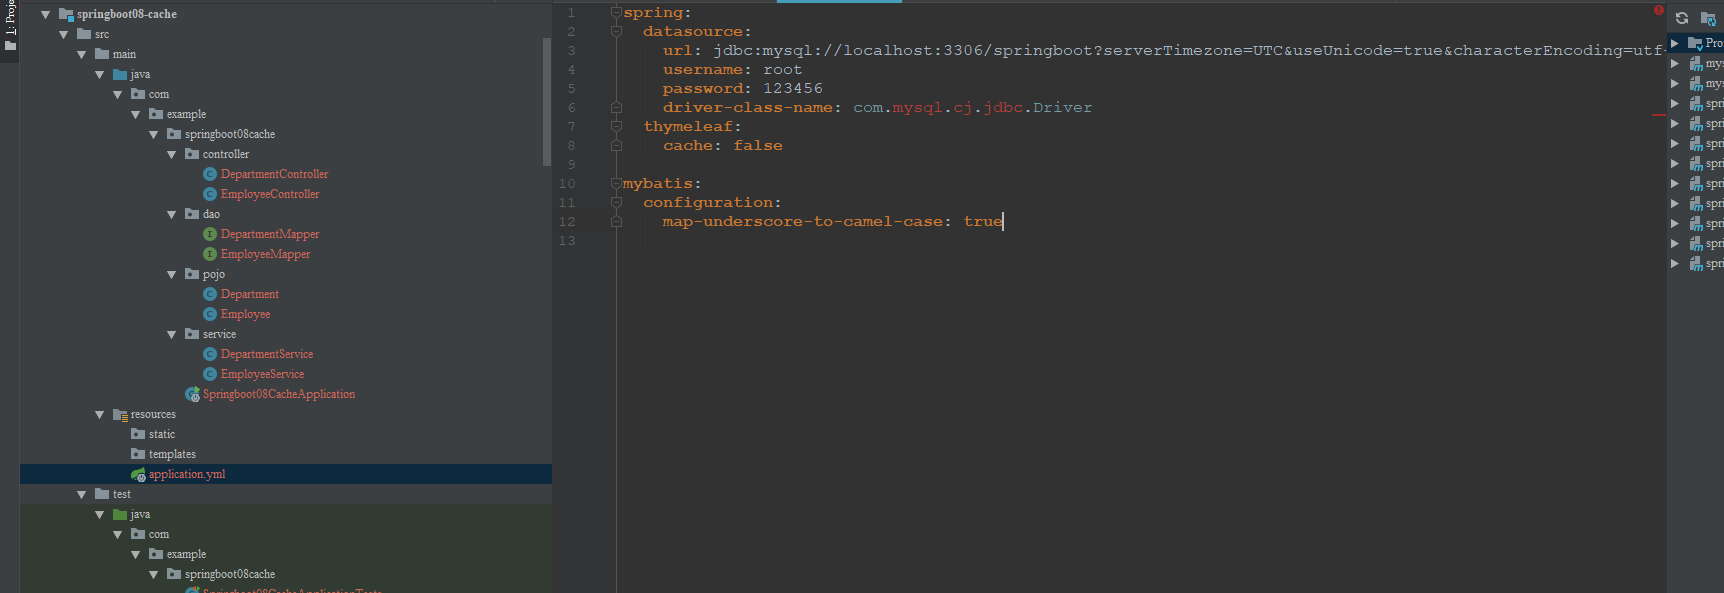 1: Proje
springboot08-cache
src
main
java
com
example
springboot08cache
controller
DepartmentController
EmployeeController
dao
DepartmentMapper
EmployeeMapper
pojo
Department
Employee
service
DepartmentService
EmployeeService
Springboot08CacheApplication
resources
static
templates
application.yml
test
java
com
example
springboot08cache
Springboot08CacheApplicationTests
1 spring:
2 datasource:
3 url: jdbc:mysql://localhost:3306/springboot?serverTimezone=UTC&useUnicode=true&characterEncoding=utf-
4 username: root
5 password: 123456
6 driver-class-name: com.mysql.cj.jdbc.Driver
7 thymeleaf:
8 cache: false
9
10 mybatis:
11 configuration:
12 map-underscore-to-camel-case: true
13
Pro
mys
mys
spri
spri
spri
spri
spri
spri
spri
spri
spri